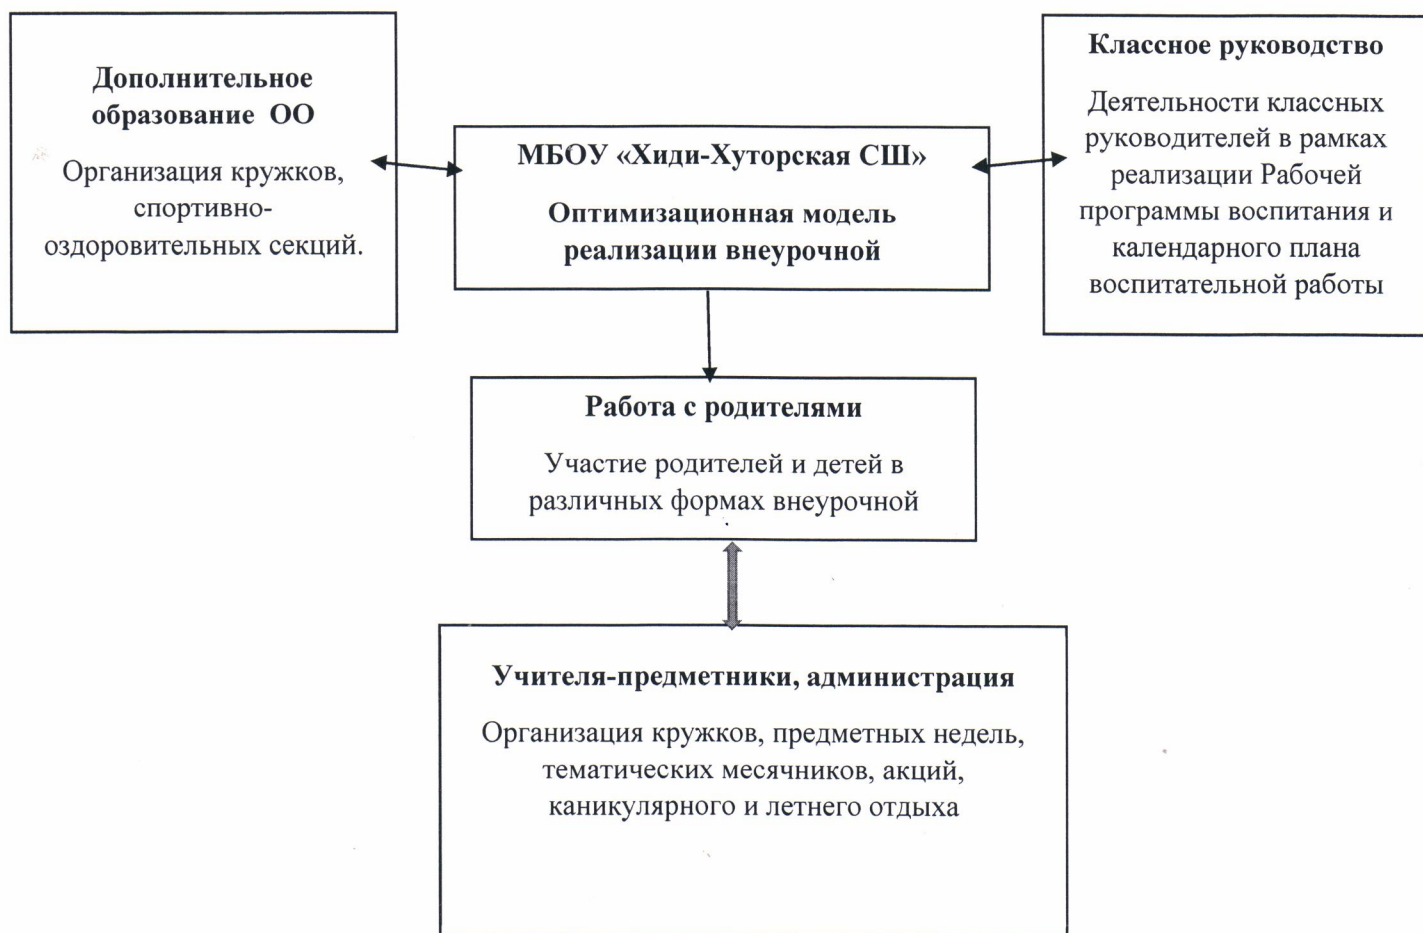 Дополнительное
образование ОО
Организация кружков,
спортивно-
оздоровительных секций.
МБОУ «Хиди-Хуторская СШ»
Оптимизационная модель
реализации внеурочной
Классное руководство
Деятельности классных
руководителей в рамках
реализации Рабочей
программы воспитания и
календарного плана
воспитательной работы
Работа с родителями
Участие родителей и детей в
различных формах внеурочной
Учителя-предметники, администрация
Организация кружков, предметных недель,
тематических месячников, акций,
каникулярного и летнего отдыха